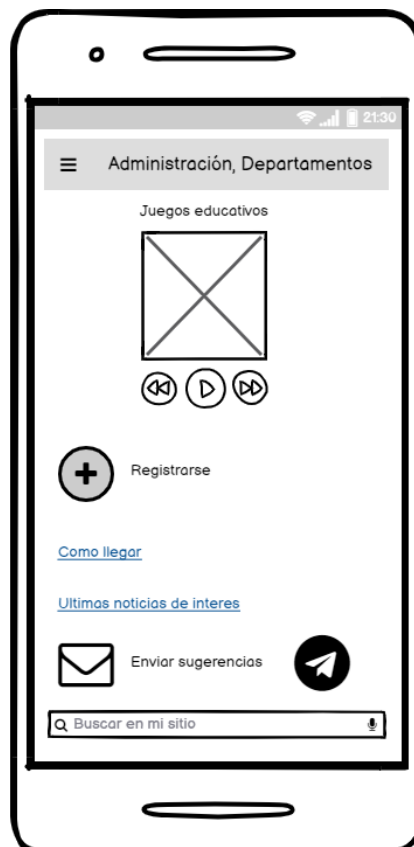 21:30
Administración, Departamentos
Juegos educativos
Registrarse
Como llegar
Ultimas noticias de interes
Enviar sugerencias
Buscar en mi sitio